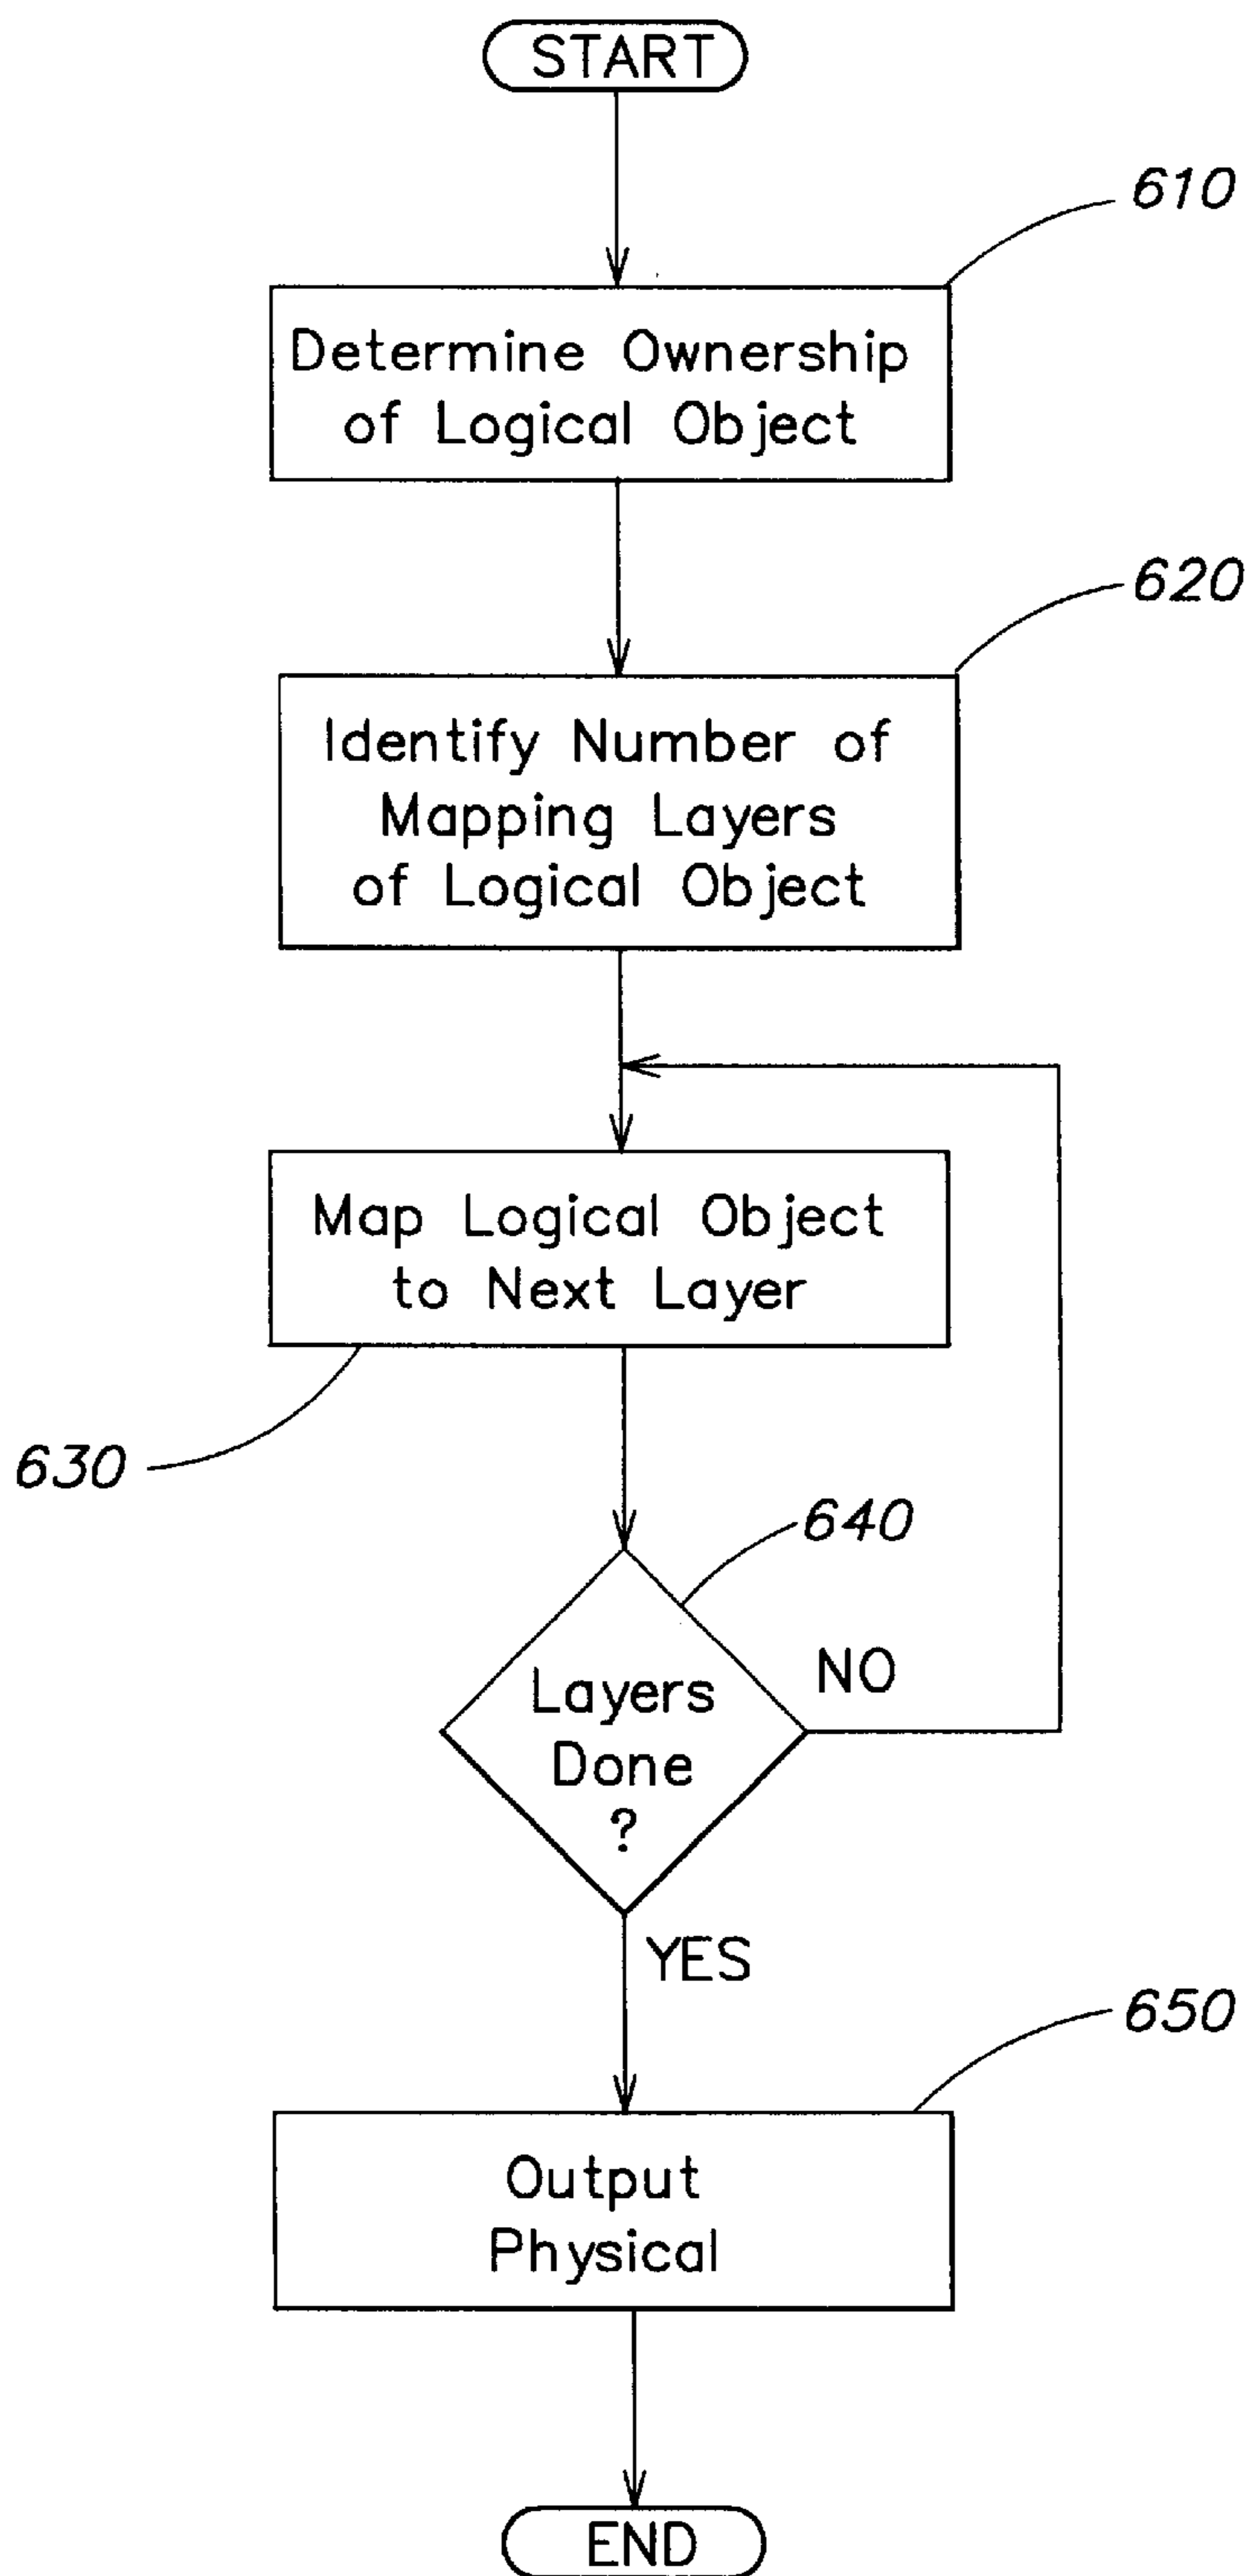 START
610
Determine Ownership
of Logical Object
620
Identify Number of
Mapping Layers
of Logical Object
Map Logical Object
to Next Layer
630
640
NO
Layers
Done
?
YES
650
Output
Physical
END